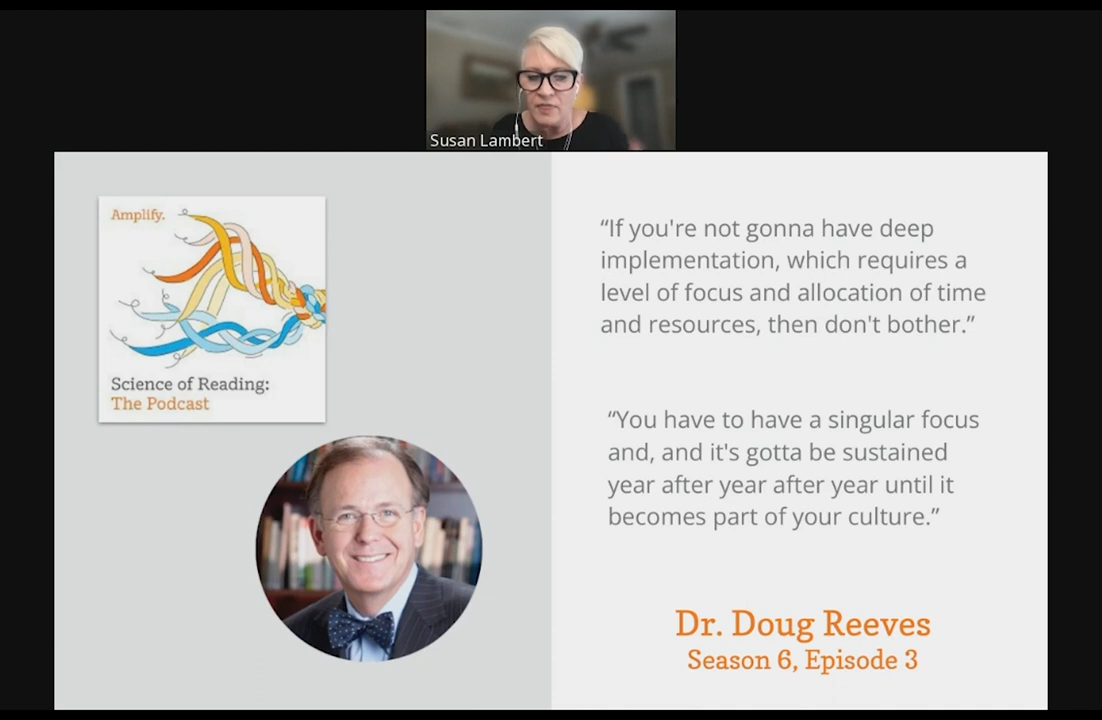 Susan Lambert
Amplify.
Science of Reading:
The Podcast
“If you're not gonna have deep
implementation, which requires a
level of focus and allocation of time
and resources, then don't bother.”
“You have to have a singular focus
and, and it's gotta be sustained
year after year after year until it
becomes part of your culture.”
Dr. Doug Reeves
Season 6, Episode 3